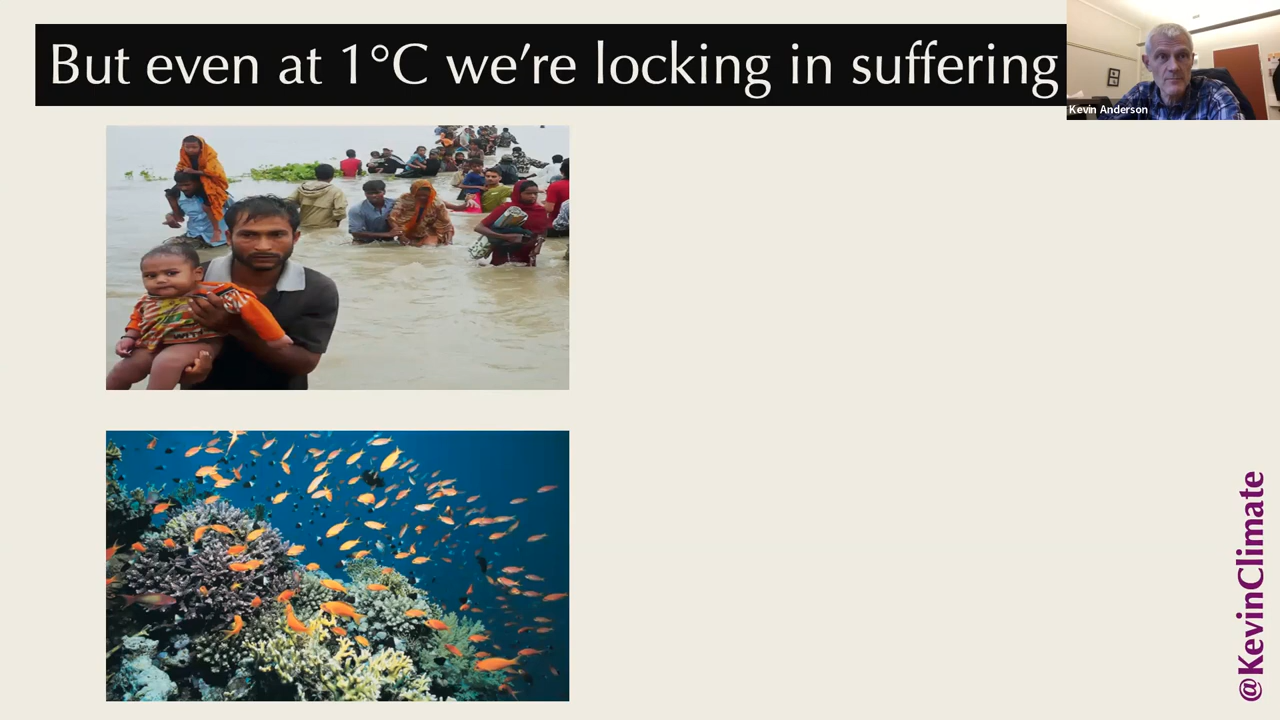 But even at 1°C we're locking in suffering
Kevin Anderson
@KevinClimate